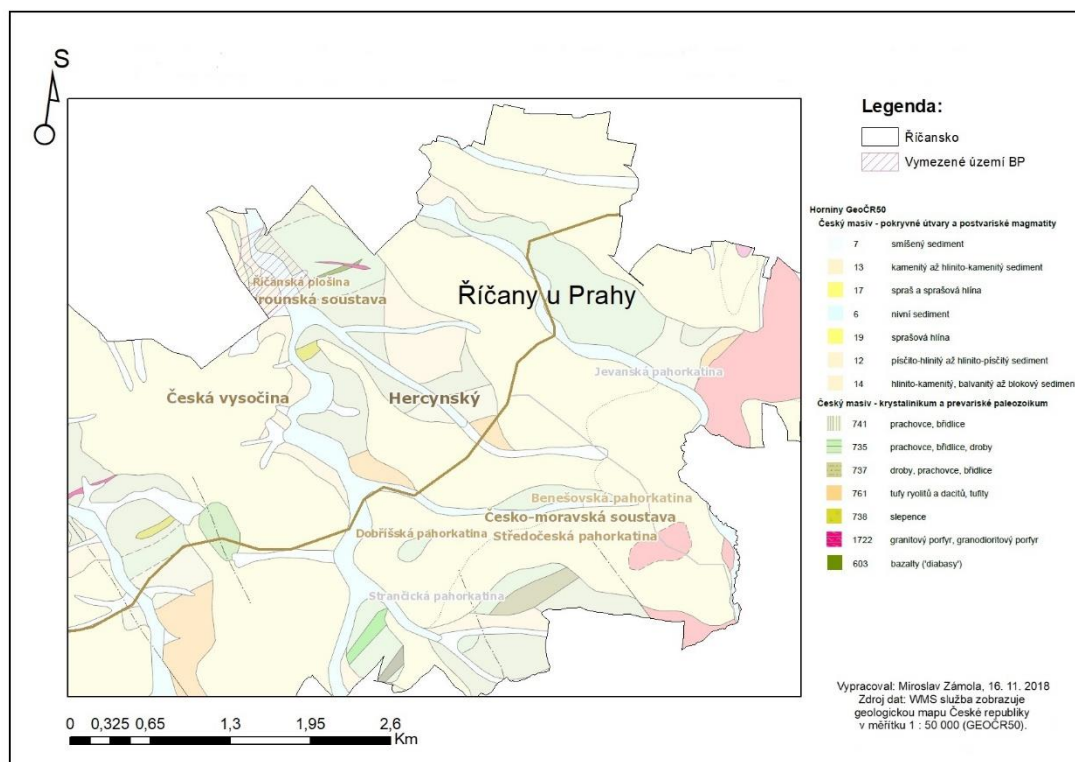 S
Říčanská plošina
rounská soustava
Říčany u Prahy
Jevanská pahorkatina
Česká vysočina
Hercynský
Benešovská pahorkatina
Česko-moravská soustava
Dobříšská pahorkatina
Středočeská pahorkatina
Strančická pahorkatina
0 0,325 0,65 1,3 1,95 2,6
Km
Legenda:
Říčansko
Vymezené území BP
Horniny GeoČR50
Český masiv - pokryvné útvary a postvariské magmatity
7 smíšený sediment
13 kamenitý až hlinito-kamenitý sediment
17 spraš a sprašová hlína
6 nivní sediment
19 sprašová hlína
12 písčito-hlinitý až hlinito-písčitý sediment
14 hlinito-kamenitý, balvanitý až blokový sedimen
Český masiv - krystalinikum a prevariské paleozoikum
741 prachovce, břidlice
735 prachovce, břidlice, droby
737 droby, prachovce, břidlice
761 tufy ryolitů a dacitů, tufity
738 slepence
1722 granitový porfyr, granodioritový porfyr
603 bazalty ('diabasy')
Vypracoval: Miroslav Zámola, 16. 11. 2018
Zdroj dat: WMS služba zobrazuje
geologickou mapu České republiky
v měřítku 1 : 50 000 (GEOČR50).